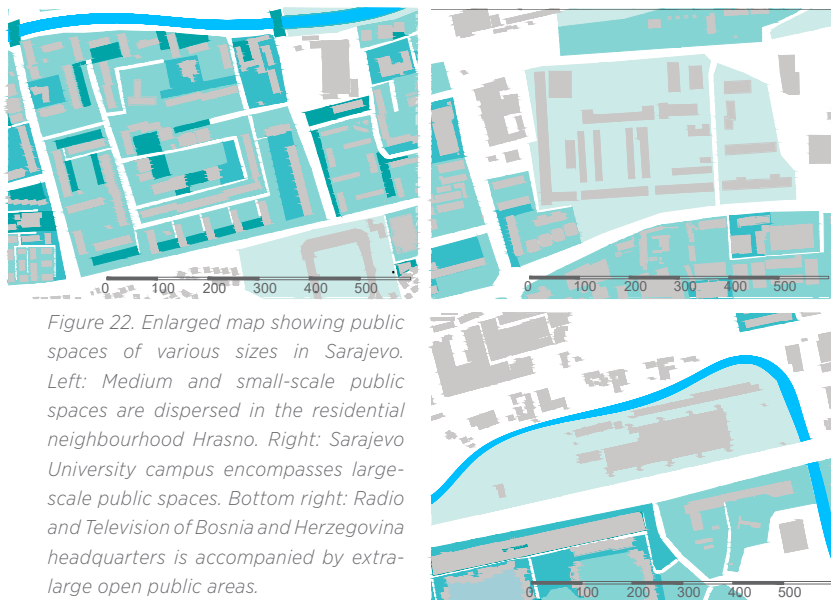 0 100 200 300 400 500
0 100 200 300 400 500
Figure 22. Enlarged map showing public
spaces of various sizes in Sarajevo.
Left: Medium and small-scale public
spaces are dispersed in the residential
neighbourhood Hrasno. Right: Sarajevo
University campus encompasses large-
scale public spaces. Bottom right: Radio
and Television of Bosnia and Herzegovina
headquarters is accompanied by extra-
large open public areas.
0 100 200 300 400 500